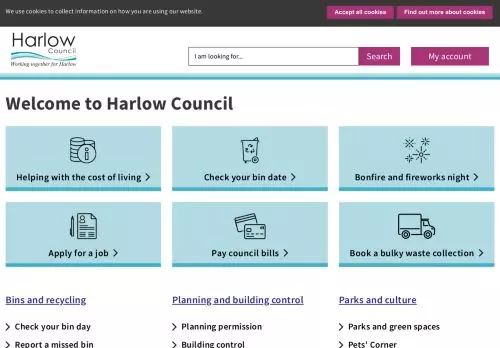 We use cookies to collect information on how you are using our website.
Accept all cookies
Find out more about cookies
Harlow
Council
Working together for Harlow
I am looking for...
Search
My account
Welcome to Harlow Council
Helping with the cost of living
Check your bin date
Bonfire and fireworks night
Apply for a job
Pay council bills
Book a bulky waste collection
Bins and recycling
Planning and building control
Parks and culture
Check your bin day
Planning permission
Parks and green spaces
Report a missed bin
Building control
Pets' Corner